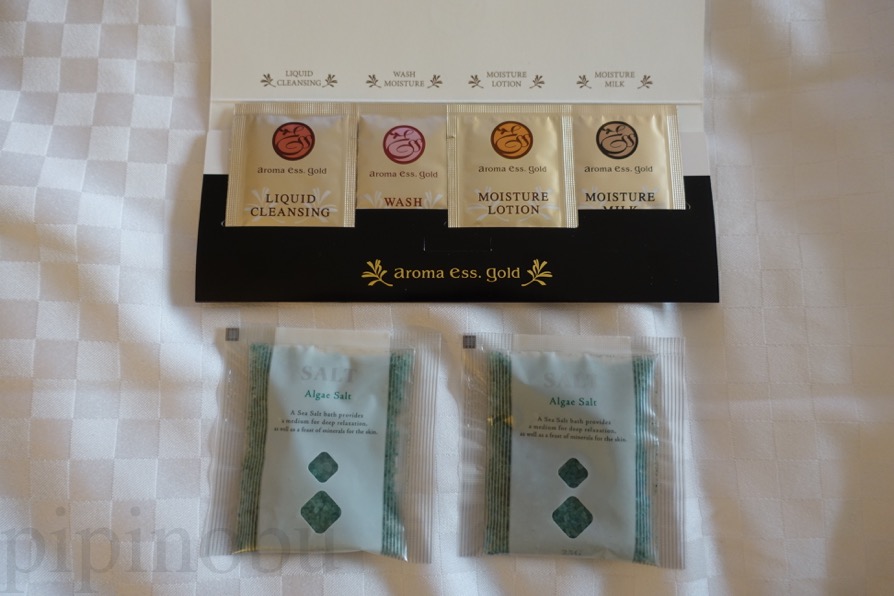 LIQUID
CLEANSING
WASH
MOISTURE
MOISTURE
LOTION
MOISTURE
MILK
aroma ess. gold
LIQUID
CLEANSING
aroma ess. gold
WASH
aroma ess. gold
MOISTURE
LOTION
aroma ess. gold
MOISTURE
MILK
aroma ess. gold
SALT
Algae Salt
A Sea Salt bath provides
a medium for deep relaxation,
as well as a feast of minerals for the skin.
SALT
Algae Salt
A Sea Salt bath provides
a medium for deep relaxation,
as well as a feast of minerals for the skin.
pipinobu